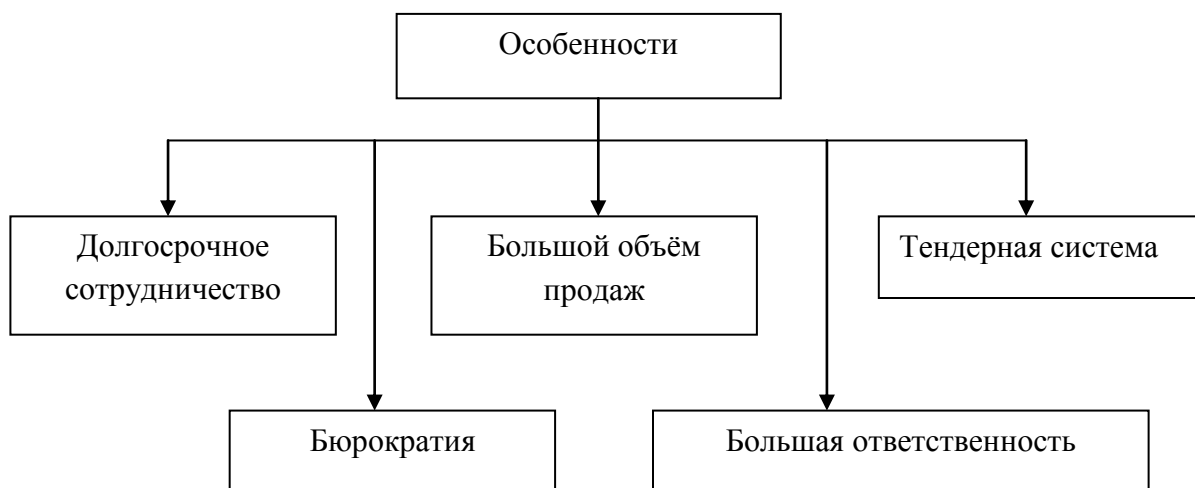 Особенности
Долгосрочное
сотрудничество
Большой объём
продаж
Тендерная система
Бюрократия
Большая ответственность